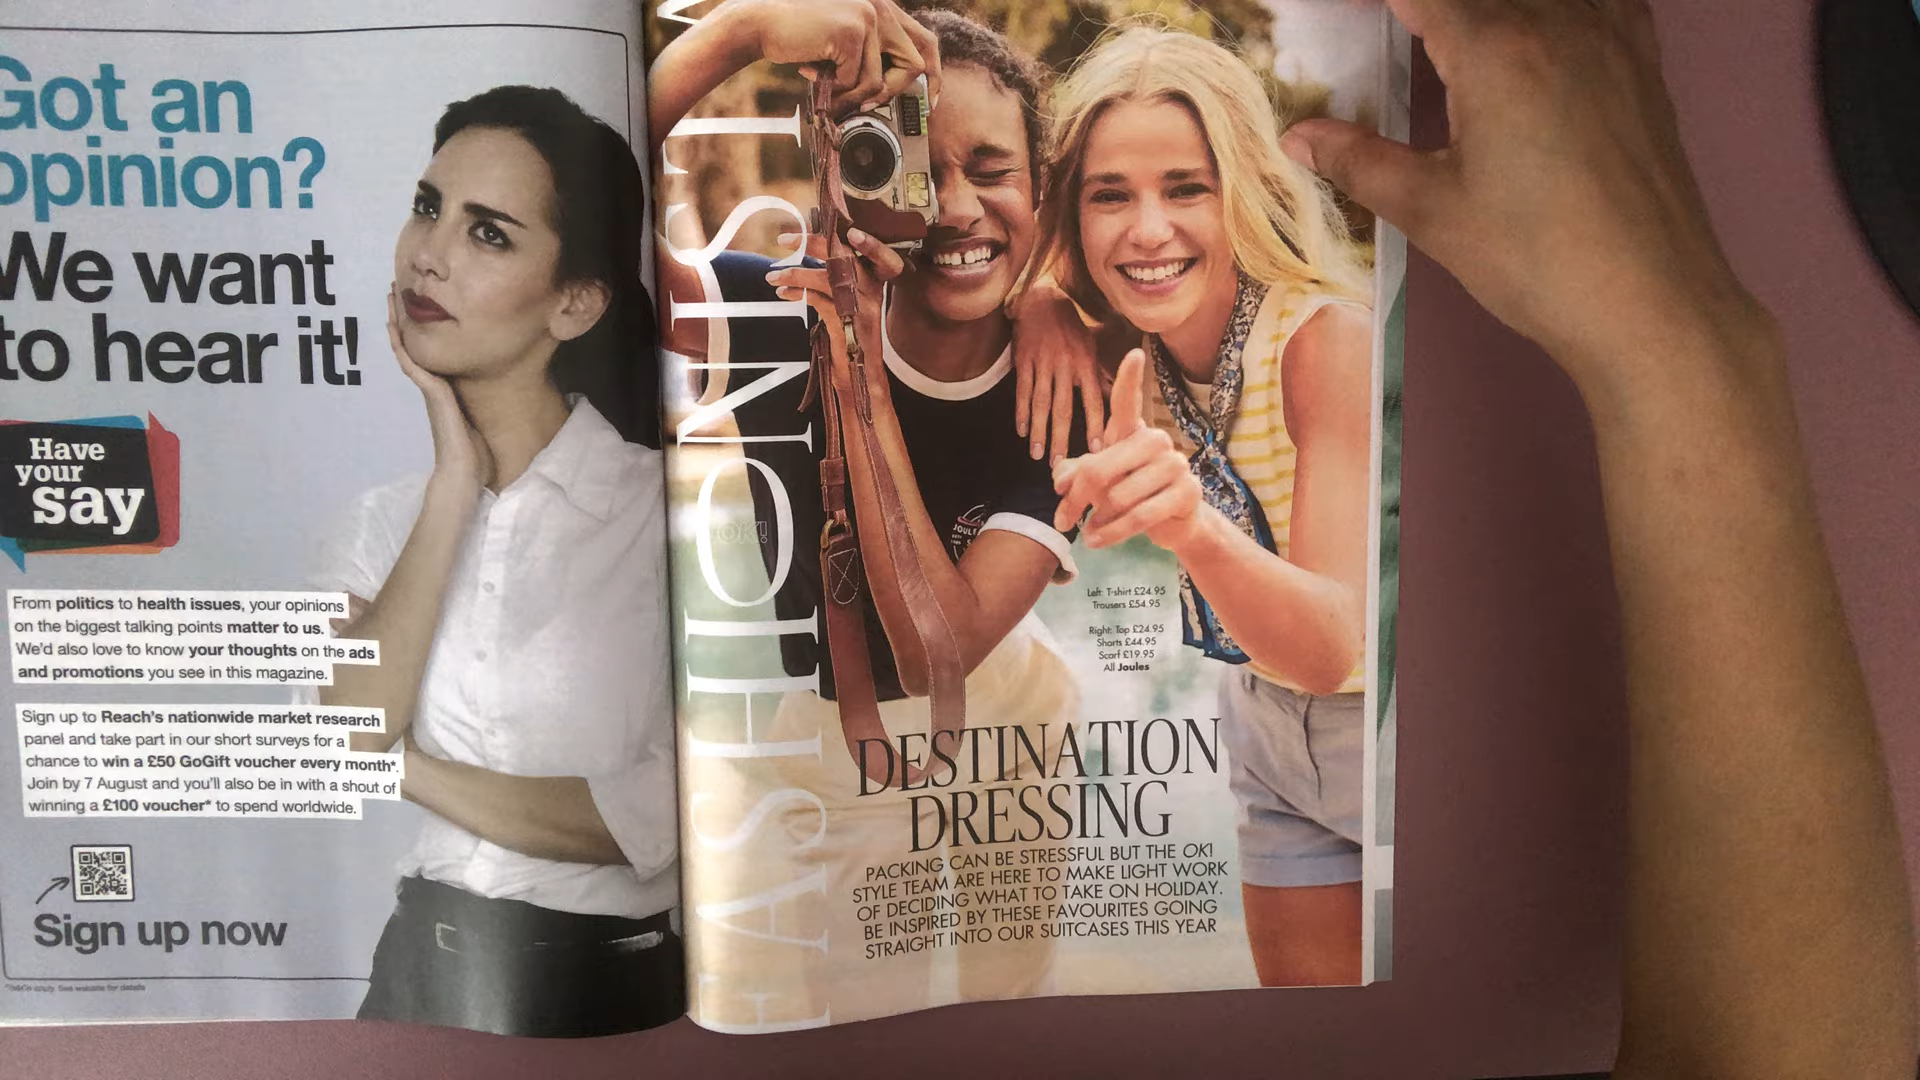 Got an
opinion?
We want
to hear it!
Have
your
say
From politics to health issues, your opinions
on the biggest talking points matter to us.
We'd also love to know your thoughts on the ads
and promotions you see in this magazine.
Sign up to Reach's nationwide market research
panel and take part in our short surveys for a
chance to win a £50 GoGift voucher every month*.
Join by 7 August and you'll also be in with a shout of
winning a £100 voucher* to spend worldwide.
Sign up now
FASHION ST
OK!
Left: T-shirt £24.95
Trousers £54.95
Right: Top £24.95
Shorts £44.95
Scarf £19.95
All Joules
DESTINATION
DRESSING
PACKING CAN BE STRESSFUL BUT THE OK!
STYLE TEAM ARE HERE TO MAKE LIGHT WORK
OF DECIDING WHAT TO TAKE ON HOLIDAY.
BE INSPIRED BY THESE FAVOURITES GOING
STRAIGHT INTO OUR SUITCASES THIS YEAR